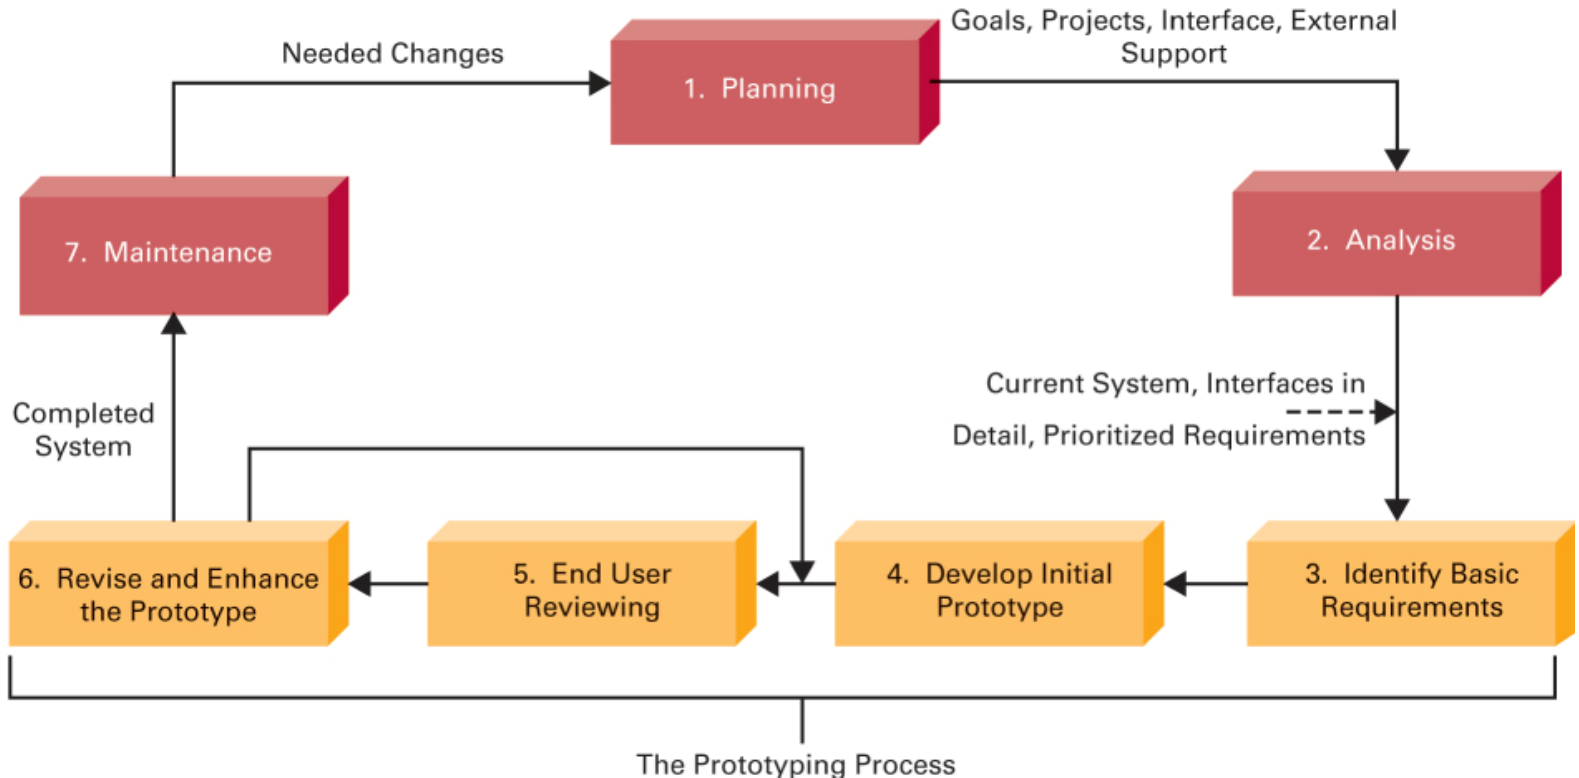 Needed Changes
1. Planning
Goals, Projects, Interface, External
Support
7. Maintenance
2. Analysis
Current System, Interfaces in
Detail, Prioritized Requirements
Completed
System
6. Revise and Enhance
the Prototype
5. End User
Reviewing
4. Develop Initial
Prototype
3. Identify Basic
Requirements
The Prototyping Process